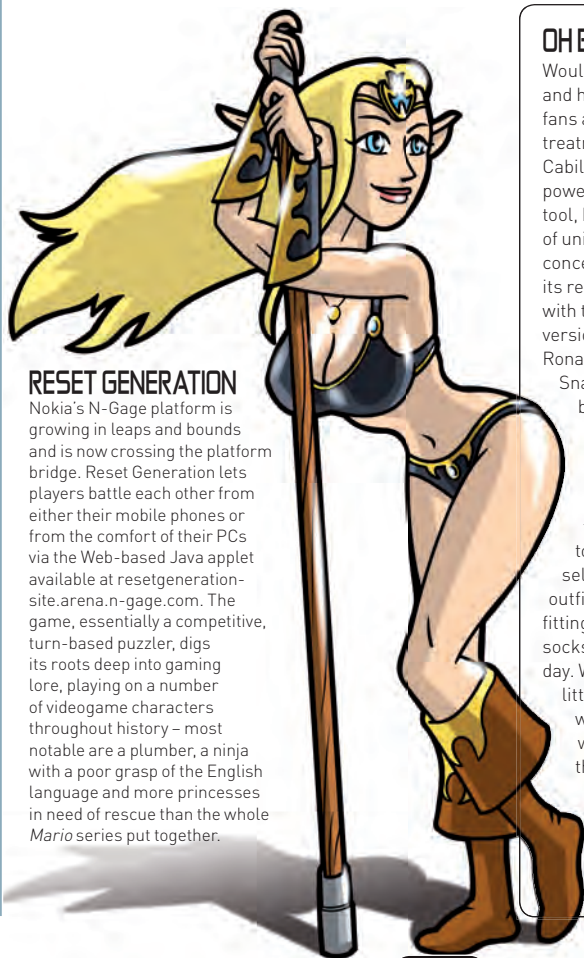 RESET GENERATION
Nokia's N-Gage platform is
growing in leaps and bounds
and is now crossing the platform
bridge. Reset Generation lets
players battle each other from
either their mobile phones or
from the comfort of their PCs
via the Web-based Java applet
available at resetgeneration-
site.arena.n-gage.com. The
game, essentially a competitive,
turn-based puzzler, digs
its roots deep into gaming
lore, playing on a number
of videogame characters
throughout history – most
notable are a plumber, a ninja
with a poor grasp of the English
language and more princesses
in need of rescue than the whole
Mario series put together.
OH
Woul
and h
fans a
treatn
Cabil
power
tool,
of uni
conce
its re
with t
versi
Rona
Sna
b
to
sel
outfi
fitting
socks
day. W
litt
w
v
th